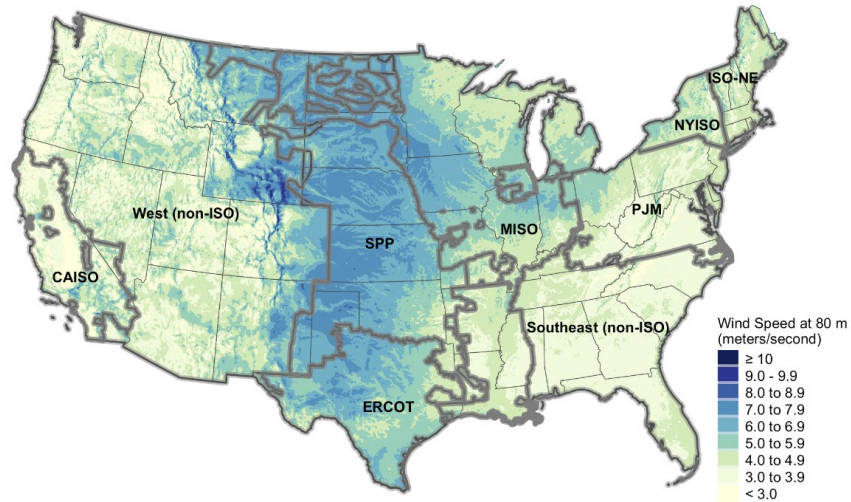 ISO-NE
NYISO
West (non-ISO)
PJM
MISO
SPP
CAISO
Southeast (non-ISO)
ERCOT
Wind Speed at 80 m
(meters/second)
≥ 10
9.0 - 9.9
8.0 to 8.9
7.0 to 7.9
6.0 to 6.9
5.0 to 5.9
4.0 to 4.9
3.0 to 3.9
< 3.0